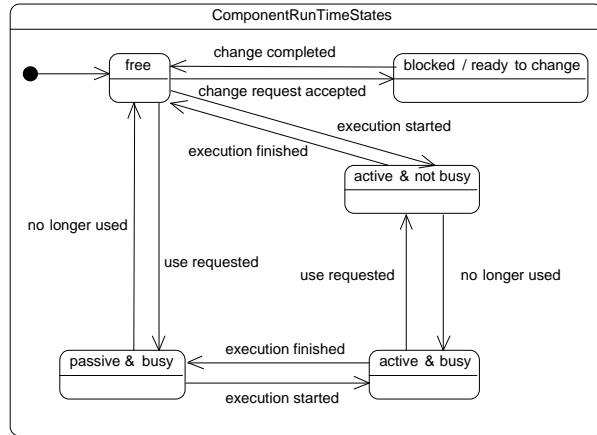 ComponentRunTimeStates
change completed
free
blocked / ready to change
change request accepted
execution started
execution finished
active & not busy
no longer used
use requested
use requested
no longer used
execution finished
passive & busy
active & busy
execution started